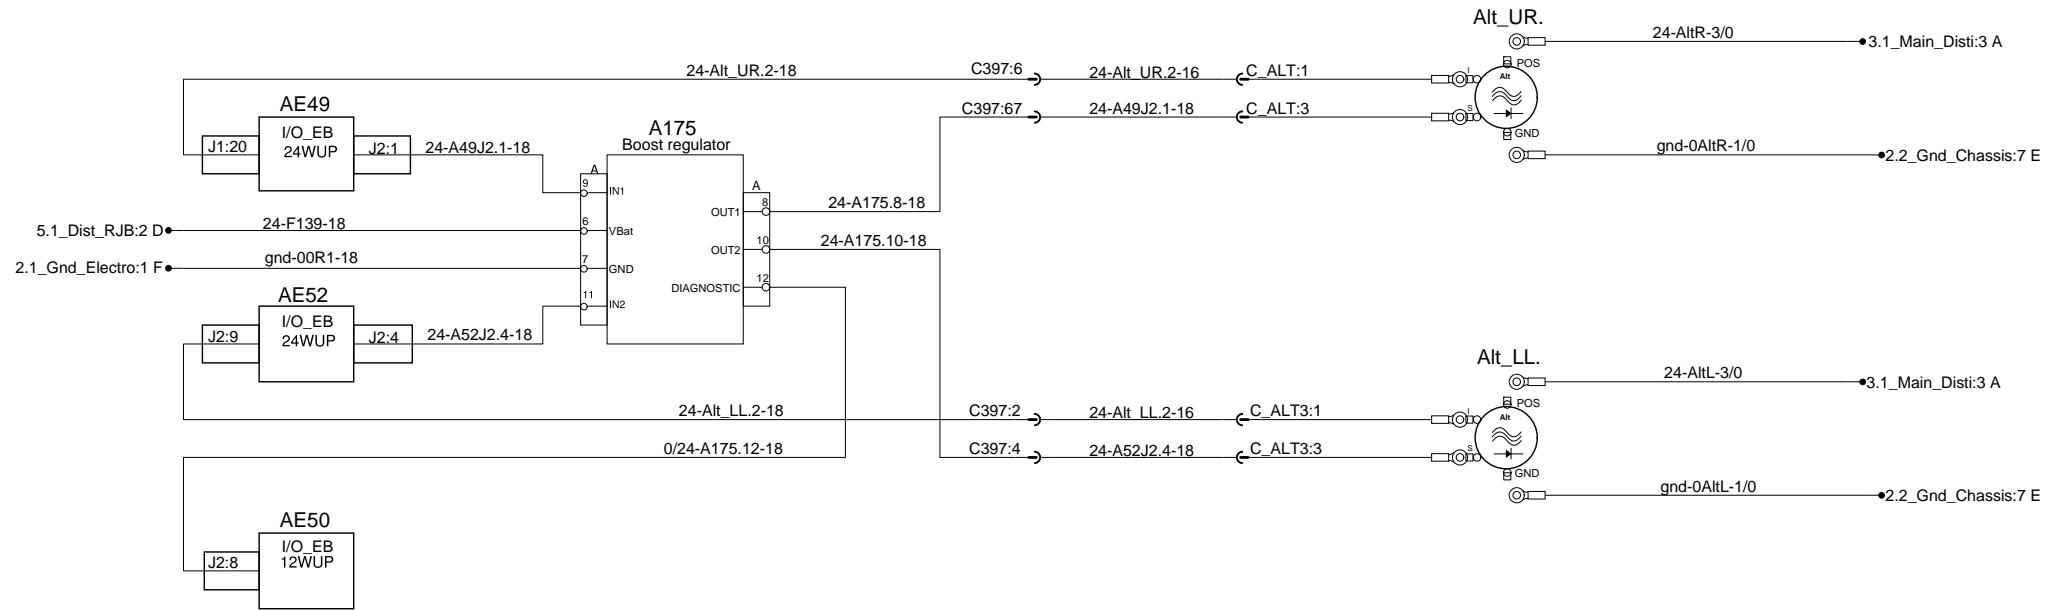 Alt_UR.
24-AltR-3/0
3.1_Main_Disti:3 A
POS
24-Alt_UR.2-18
C397:6
24-Alt_UR.2-16
C_ALT:1
I
Alt
AE49
I/O_EB
24WUP
J1:20
J2:1
24-A49J2.1-18
C397:67
24-A49J2.1-18
C_ALT:3
S
GND
gnd-0AltR-1/0
2.2_Gnd_Chassis:7 E
A175
Boost regulator
A
9
IN1
A
8
OUT1
24-A175.8-18
5.1_Dist_RJB:2 D
24-F139-18
6
VBat
10
OUT2
24-A175.10-18
2.1_Gnd_Electro:1 F
gnd-00R1-18
7
GND
12
DIAGNOSTIC
11
IN2
AE52
I/O_EB
24WUP
J2:9
J2:4
24-A52J2.4-18
Alt_LL.
24-AltL-3/0
3.1_Main_Disti:3 A
POS
24-Alt_LL.2-18
C397:2
24-Alt_LL.2-16
C_ALT3:1
I
Alt
0/24-A175.12-18
C397:4
24-A52J2.4-18
C_ALT3:3
S
GND
gnd-0AltL-1/0
2.2_Gnd_Chassis:7 E
AE50
I/O_EB
12WUP
J2:8